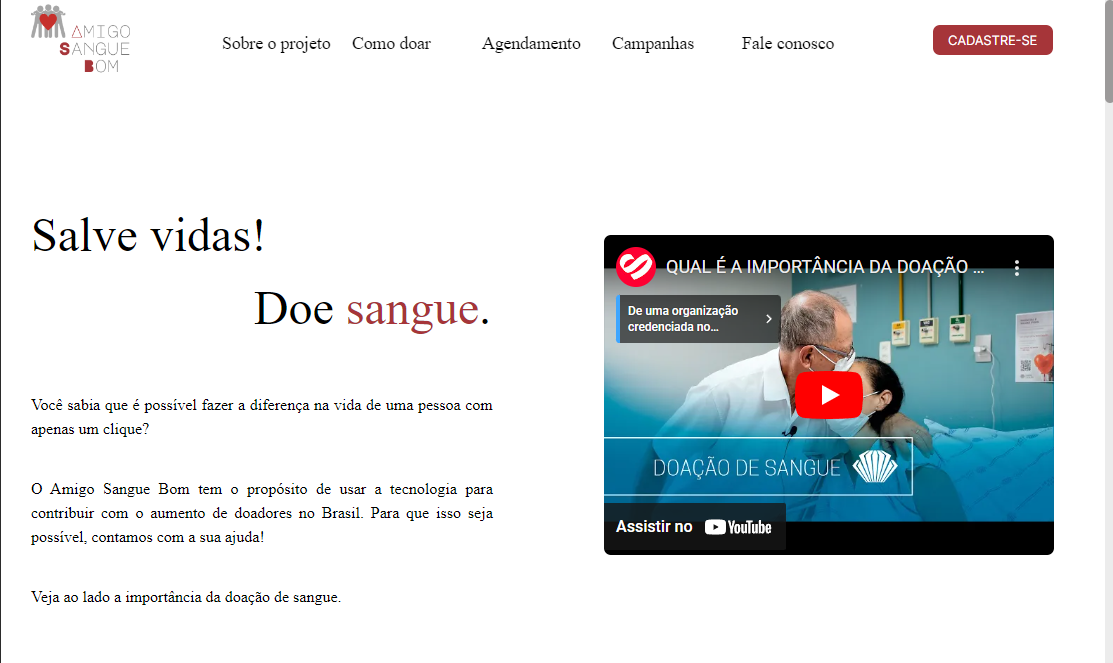 AMIGO
SANGUE
BOM
Sobre o projeto Como doar Agendamento Campanhas Fale conosco CADASTRE-SE
Salve vidas!
Doe sangue.
Você sabia que é possível fazer a diferença na vida de uma pessoa com
apenas um clique?
O Amigo Sangue Bom tem o propósito de usar a tecnologia para
contribuir com o aumento de doadores no Brasil. Para que isso seja
possível, contamos com a sua ajuda!
Veja ao lado a importância da doação de sangue.
QUAL É A IMPORTÂNCIA DA DOAÇÃO ...
De uma organização
credenciada no...
DOAÇÃO DE SANGUE
Assistir no YouTube